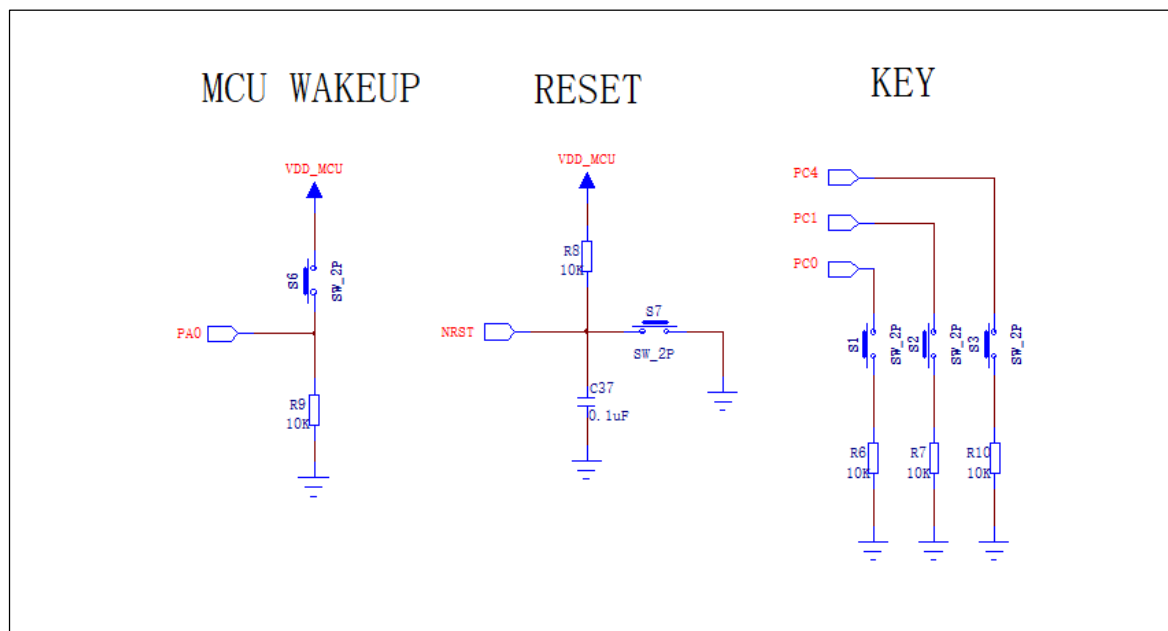 MCU WAKEUP
VDD_MCU
S6
SW_2P
PA0
R9
10K
RESET
VDD_MCU
R8
10K
NRST
S7
SW_2P
C37
0.1uF
KEY
PC4
PC1
PC0
S1
SW_2P
S2
SW_2P
S3
SW_2P
R6
10K
R7
10K
R10
10K